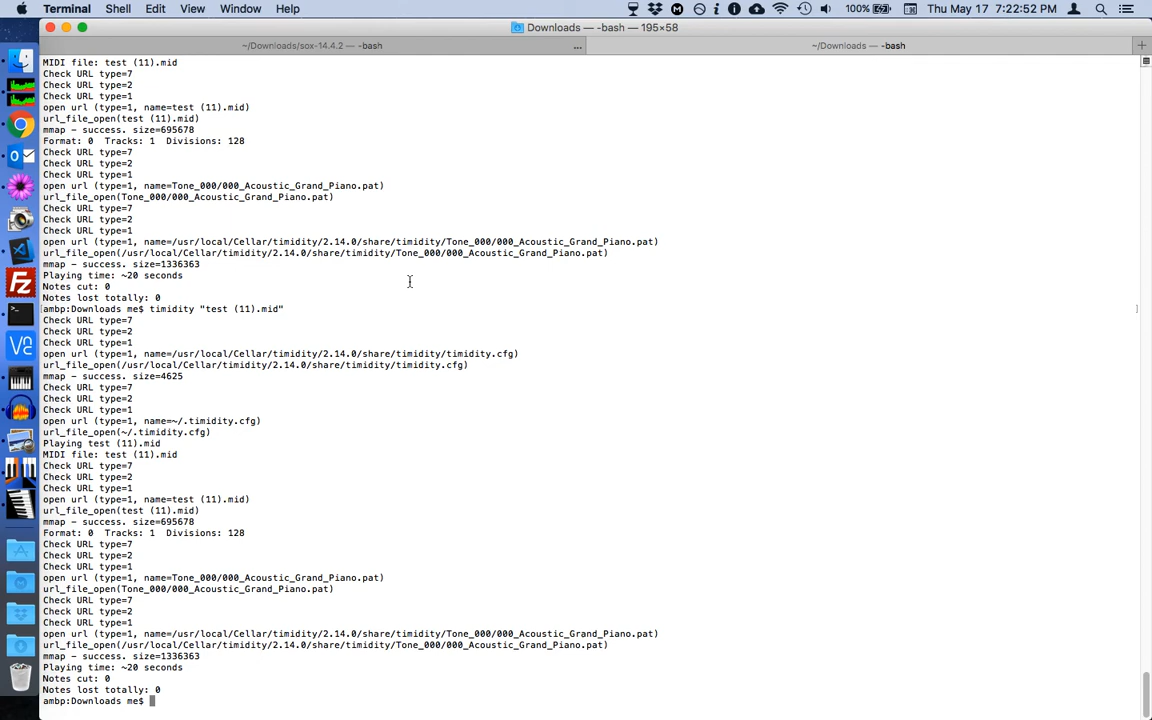 Terminal Shell Edit View Window Help 100% Thu May 17 7:22:52 PM
Downloads — -bash — 195×58
~/Downloads/sox-14.4.2 — -bash ... ~/Downloads — -bash +
MIDI file: test (11).mid
Check URL type=7
Check URL type=2
Check URL type=1
open url (type=1, name=test (11).mid)
url_file_open(test (11).mid)
mmap - success. size=695678
Format: 0  Tracks: 1  Divisions: 128
Check URL type=7
Check URL type=2
Check URL type=1
open url (type=1, name=Tone_000/000_Acoustic_Grand_Piano.pat)
url_file_open(Tone_000/000_Acoustic_Grand_Piano.pat)
Check URL type=7
Check URL type=2
Check URL type=1
open url (type=1, name=/usr/local/Cellar/timidity/2.14.0/share/timidity/Tone_000/000_Acoustic_Grand_Piano.pat)
url_file_open(/usr/local/Cellar/timidity/2.14.0/share/timidity/Tone_000/000_Acoustic_Grand_Piano.pat)
mmap - success. size=1336363
Playing time: ~20 seconds
Notes cut: 0
Notes lost totally: 0
ambp:Downloads me$ timidity "test (11).mid"
Check URL type=7
Check URL type=2
Check URL type=1
open url (type=1, name=/usr/local/Cellar/timidity/2.14.0/share/timidity/timidity.cfg)
url_file_open(/usr/local/Cellar/timidity/2.14.0/share/timidity/timidity.cfg)
mmap - success. size=4625
Check URL type=7
Check URL type=2
Check URL type=1
open url (type=1, name=~/.timidity.cfg)
url_file_open(~/.timidity.cfg)
Playing test (11).mid
MIDI file: test (11).mid
Check URL type=7
Check URL type=2
Check URL type=1
open url (type=1, name=test (11).mid)
url_file_open(test (11).mid)
mmap - success. size=695678
Format: 0  Tracks: 1  Divisions: 128
Check URL type=7
Check URL type=2
Check URL type=1
open url (type=1, name=Tone_000/000_Acoustic_Grand_Piano.pat)
url_file_open(Tone_000/000_Acoustic_Grand_Piano.pat)
Check URL type=7
Check URL type=2
Check URL type=1
open url (type=1, name=/usr/local/Cellar/timidity/2.14.0/share/timidity/Tone_000/000_Acoustic_Grand_Piano.pat)
url_file_open(/usr/local/Cellar/timidity/2.14.0/share/timidity/Tone_000/000_Acoustic_Grand_Piano.pat)
mmap - success. size=1336363
Playing time: ~20 seconds
Notes cut: 0
Notes lost totally: 0
ambp:Downloads me$